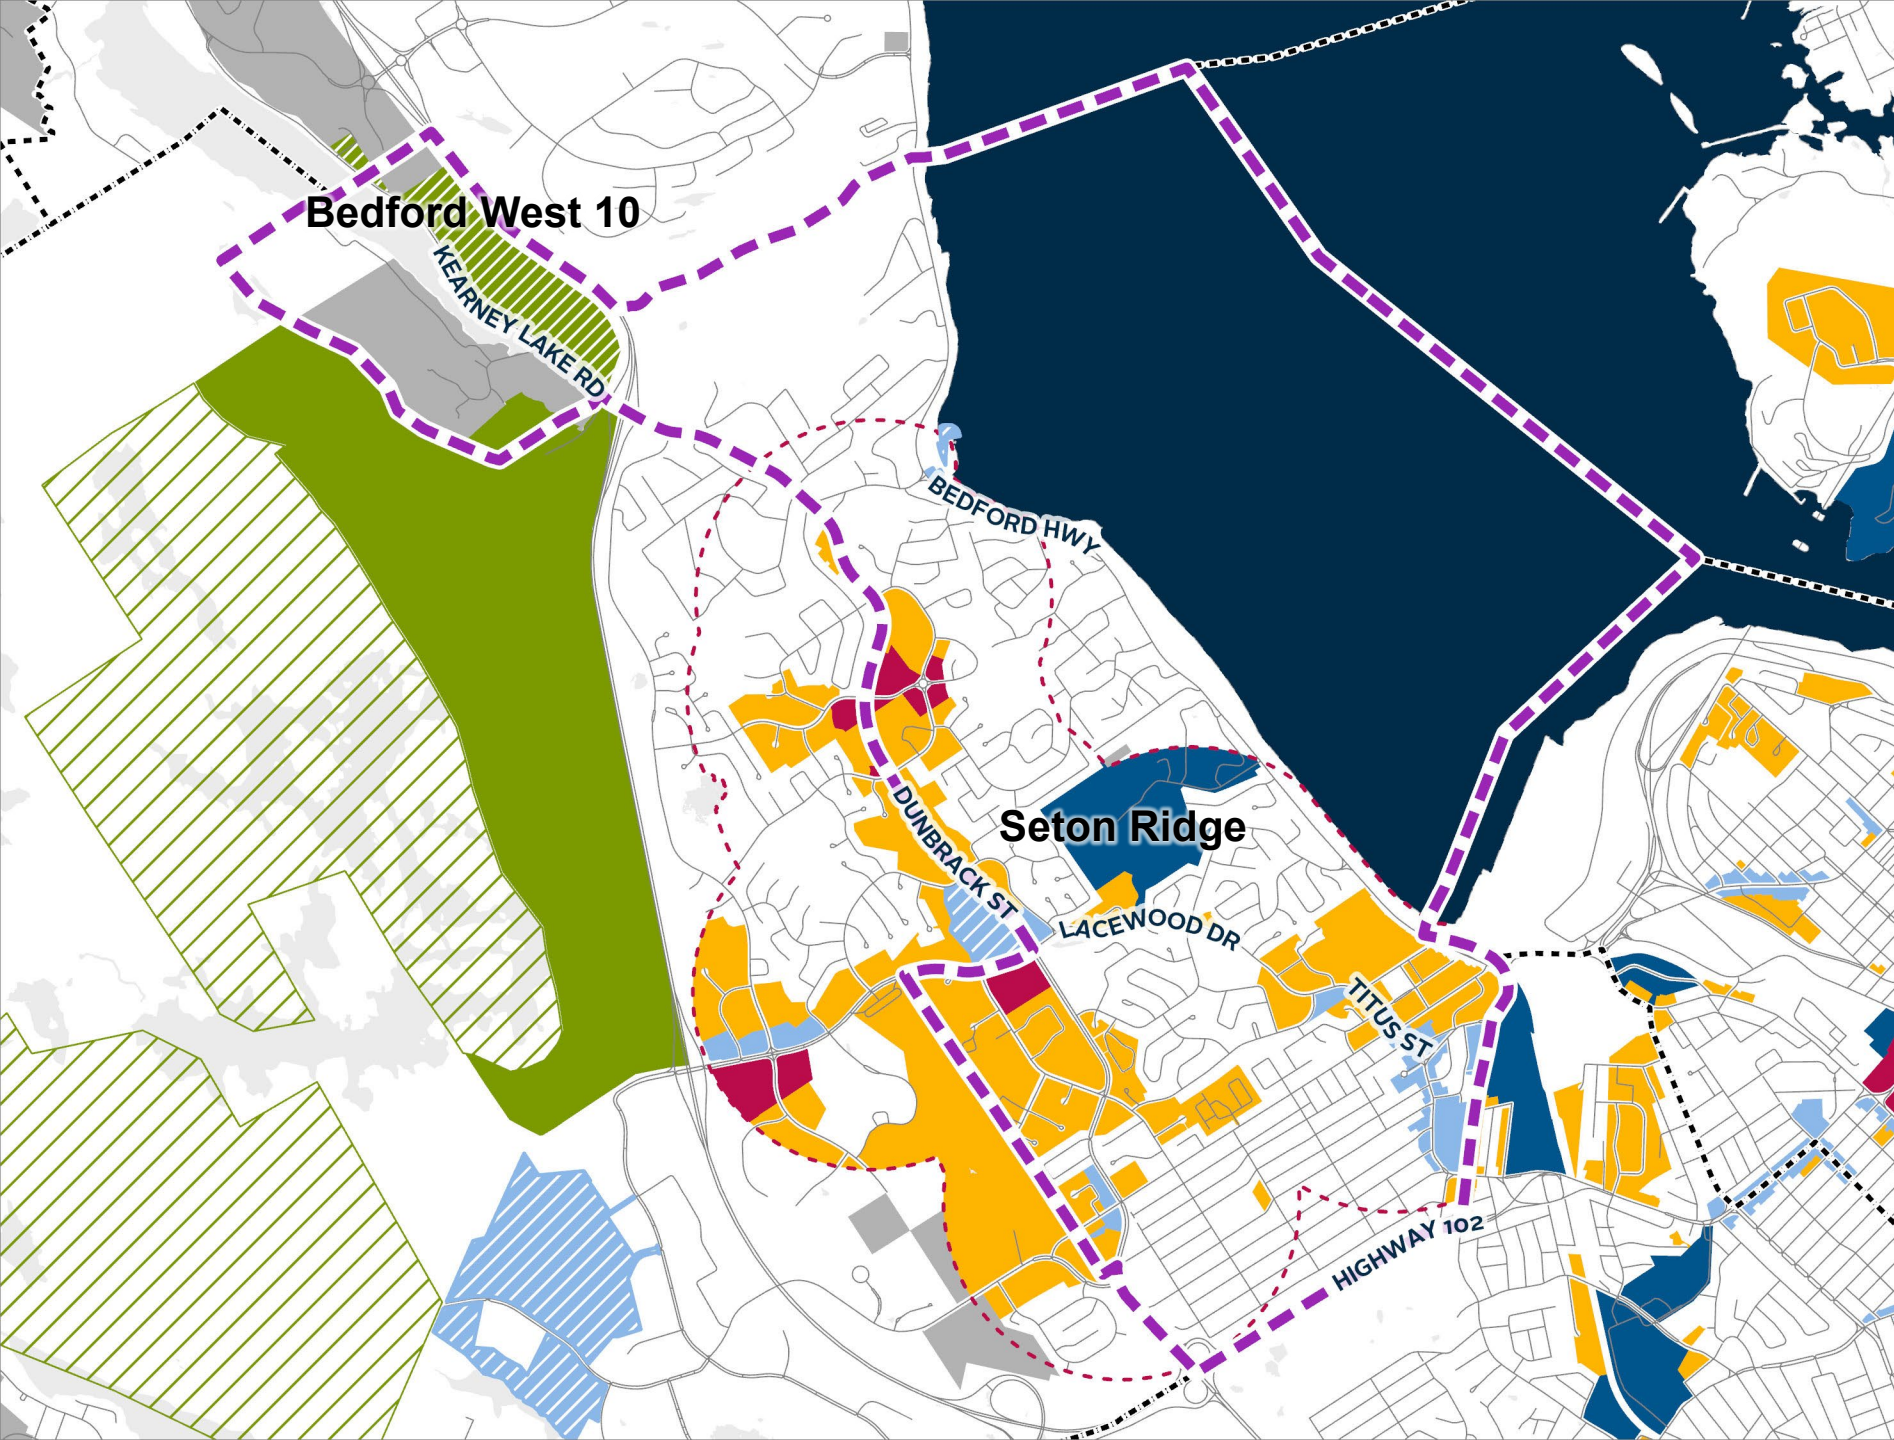 Bedford West 10
KEARNEY LAKE RD
BEDFORD HWY
DUNBRACK ST
Seton Ridge
LACEWOOD DR
TITUS ST
HIGHWAY 102